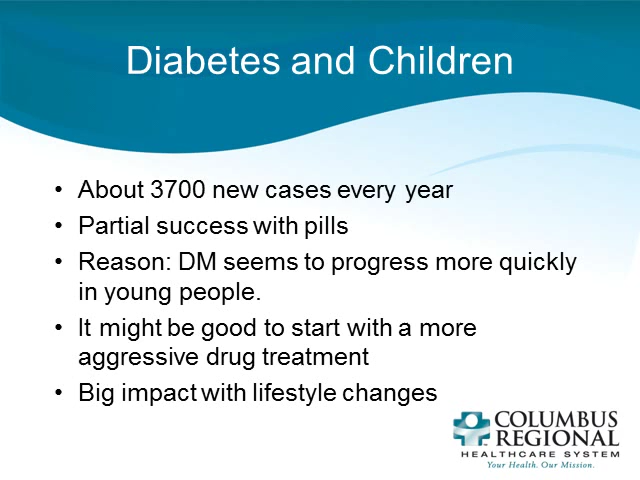 Diabetes and Children
• About 3700 new cases every year
• Partial success with pills
• Reason: DM seems to progress more quickly
in young people.
• It might be good to start with a more
aggressive drug treatment
• Big impact with lifestyle changes
COLUMBUS
REGIONAL
HEALTHCARE SYSTEM
Your Health. Our Mission.